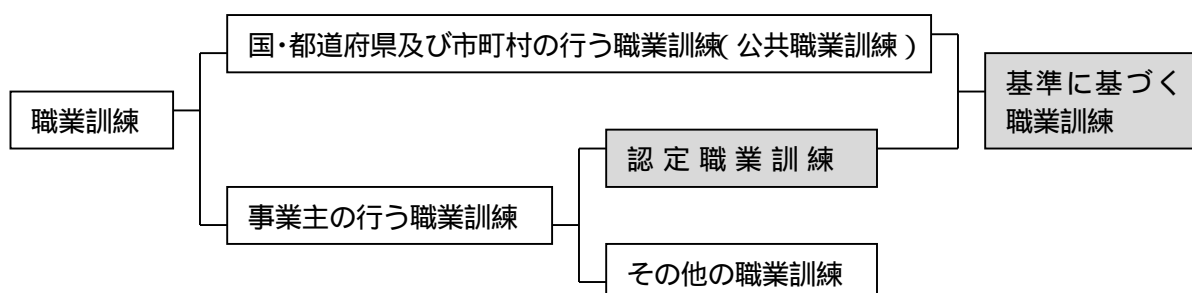 国・都道府県及び市町村の行う職業訓練(公共職業訓練)
基準に基づく
職業訓練
職業訓練
認定職業訓練
事業主の行う職業訓練
その他の職業訓練